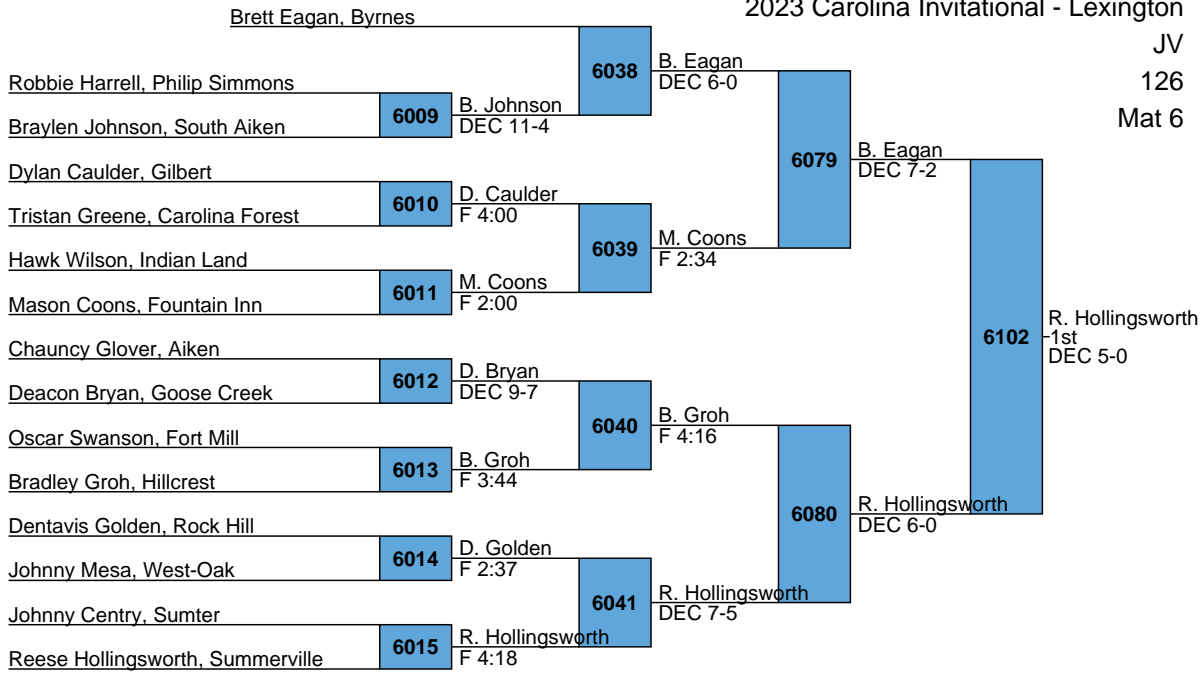 2023 Carolina Invitational - Lexington
JV
126
Mat 6
Brett Eagan, Byrnes
Robbie Harrell, Philip Simmons
Braylen Johnson, South Aiken
Dylan Caulder, Gilbert
Tristan Greene, Carolina Forest
Hawk Wilson, Indian Land
Mason Coons, Fountain Inn
Chauncy Glover, Aiken
Deacon Bryan, Goose Creek
Oscar Swanson, Fort Mill
Bradley Groh, Hillcrest
Dentavis Golden, Rock Hill
Johnny Mesa, West-Oak
Johnny Centry, Sumter
Reese Hollingsworth, Summerville
6009
B. Johnson
DEC 11-4
6010
D. Caulder
F 4:00
6011
M. Coons
F 2:00
6012
D. Bryan
DEC 9-7
6013
B. Groh
F 3:44
6014
D. Golden
F 2:37
6015
R. Hollingsworth
F 4:18
6038
B. Eagan
DEC 6-0
6039
M. Coons
F 2:34
6040
B. Groh
F 4:16
6041
R. Hollingsworth
DEC 7-5
6079
B. Eagan
DEC 7-2
6080
R. Hollingsworth
DEC 6-0
6102
R. Hollingsworth
1st
DEC 5-0